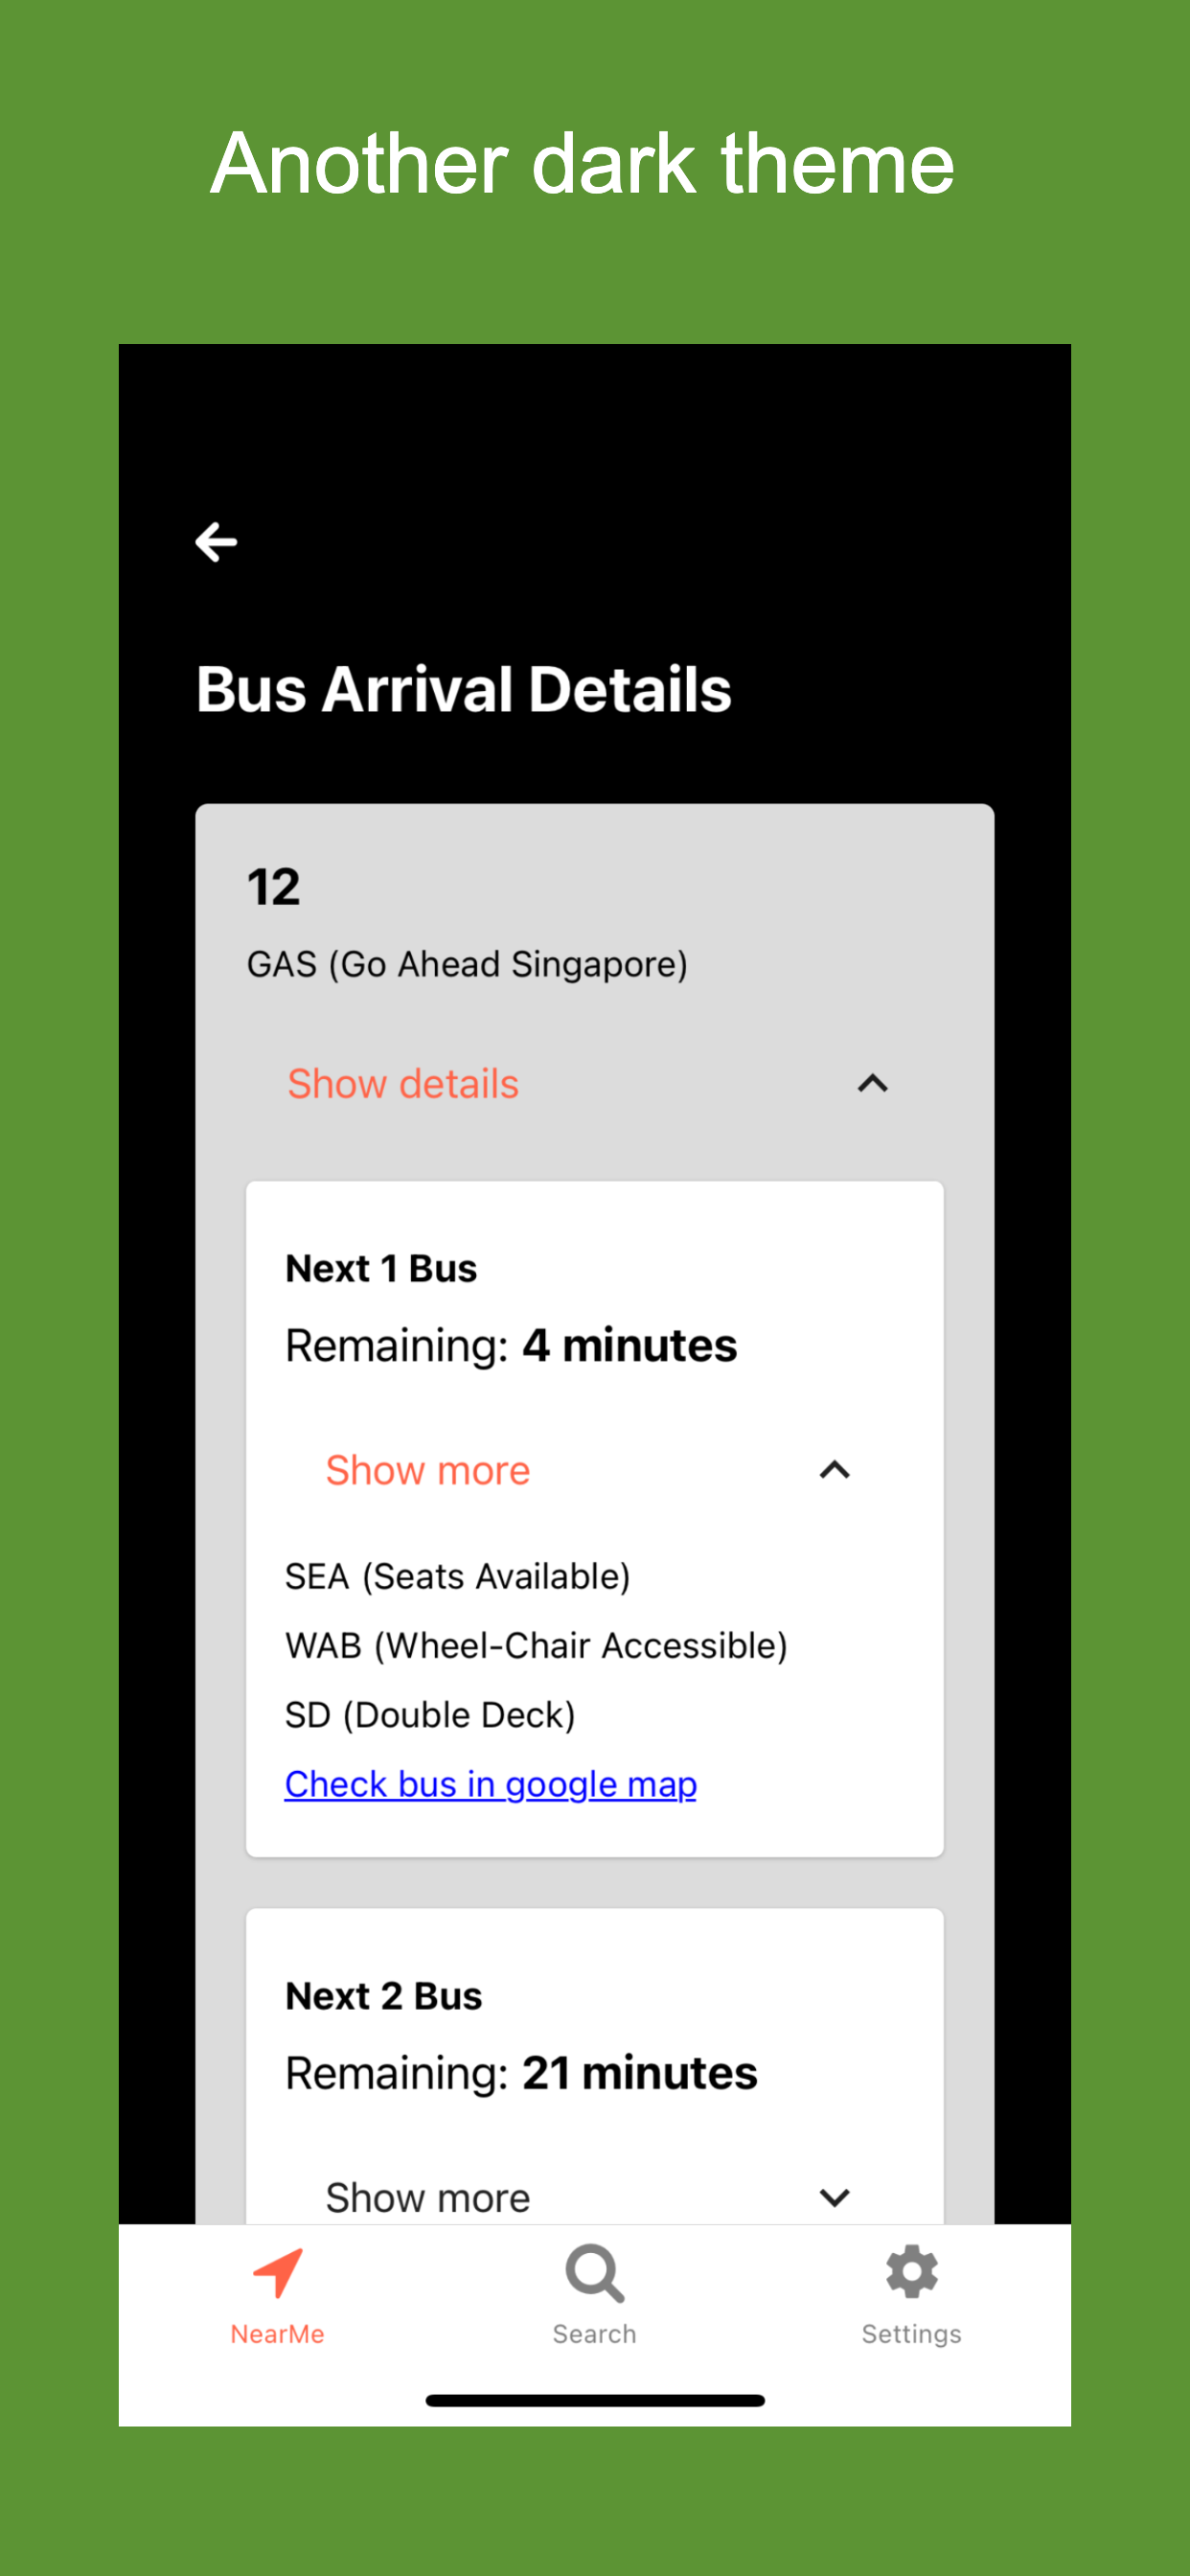 Another dark theme
Bus Arrival Details
12
GAS (Go Ahead Singapore)
Show details
Next 1 Bus
Remaining: 4 minutes
Show more
SEA (Seats Available)
WAB (Wheel-Chair Accessible)
SD (Double Deck)
Check bus in google map
Next 2 Bus
Remaining: 21 minutes
Show more
NearMe
Search
Settings